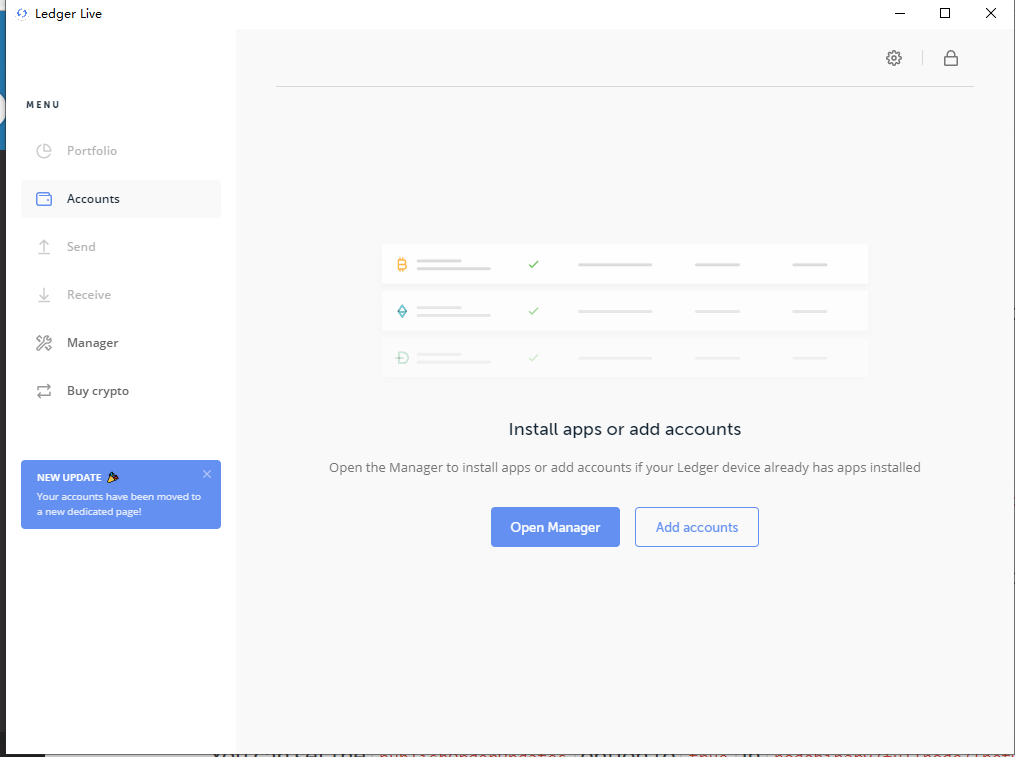 Ledger Live
MENU
Portfolio
Accounts
Send
Receive
Manager
Buy crypto
NEW UPDATE
Your accounts have been moved to
a new dedicated page!
Install apps or add accounts
Open the Manager to install apps or add accounts if your Ledger device already has apps installed
Open Manager
Add accounts